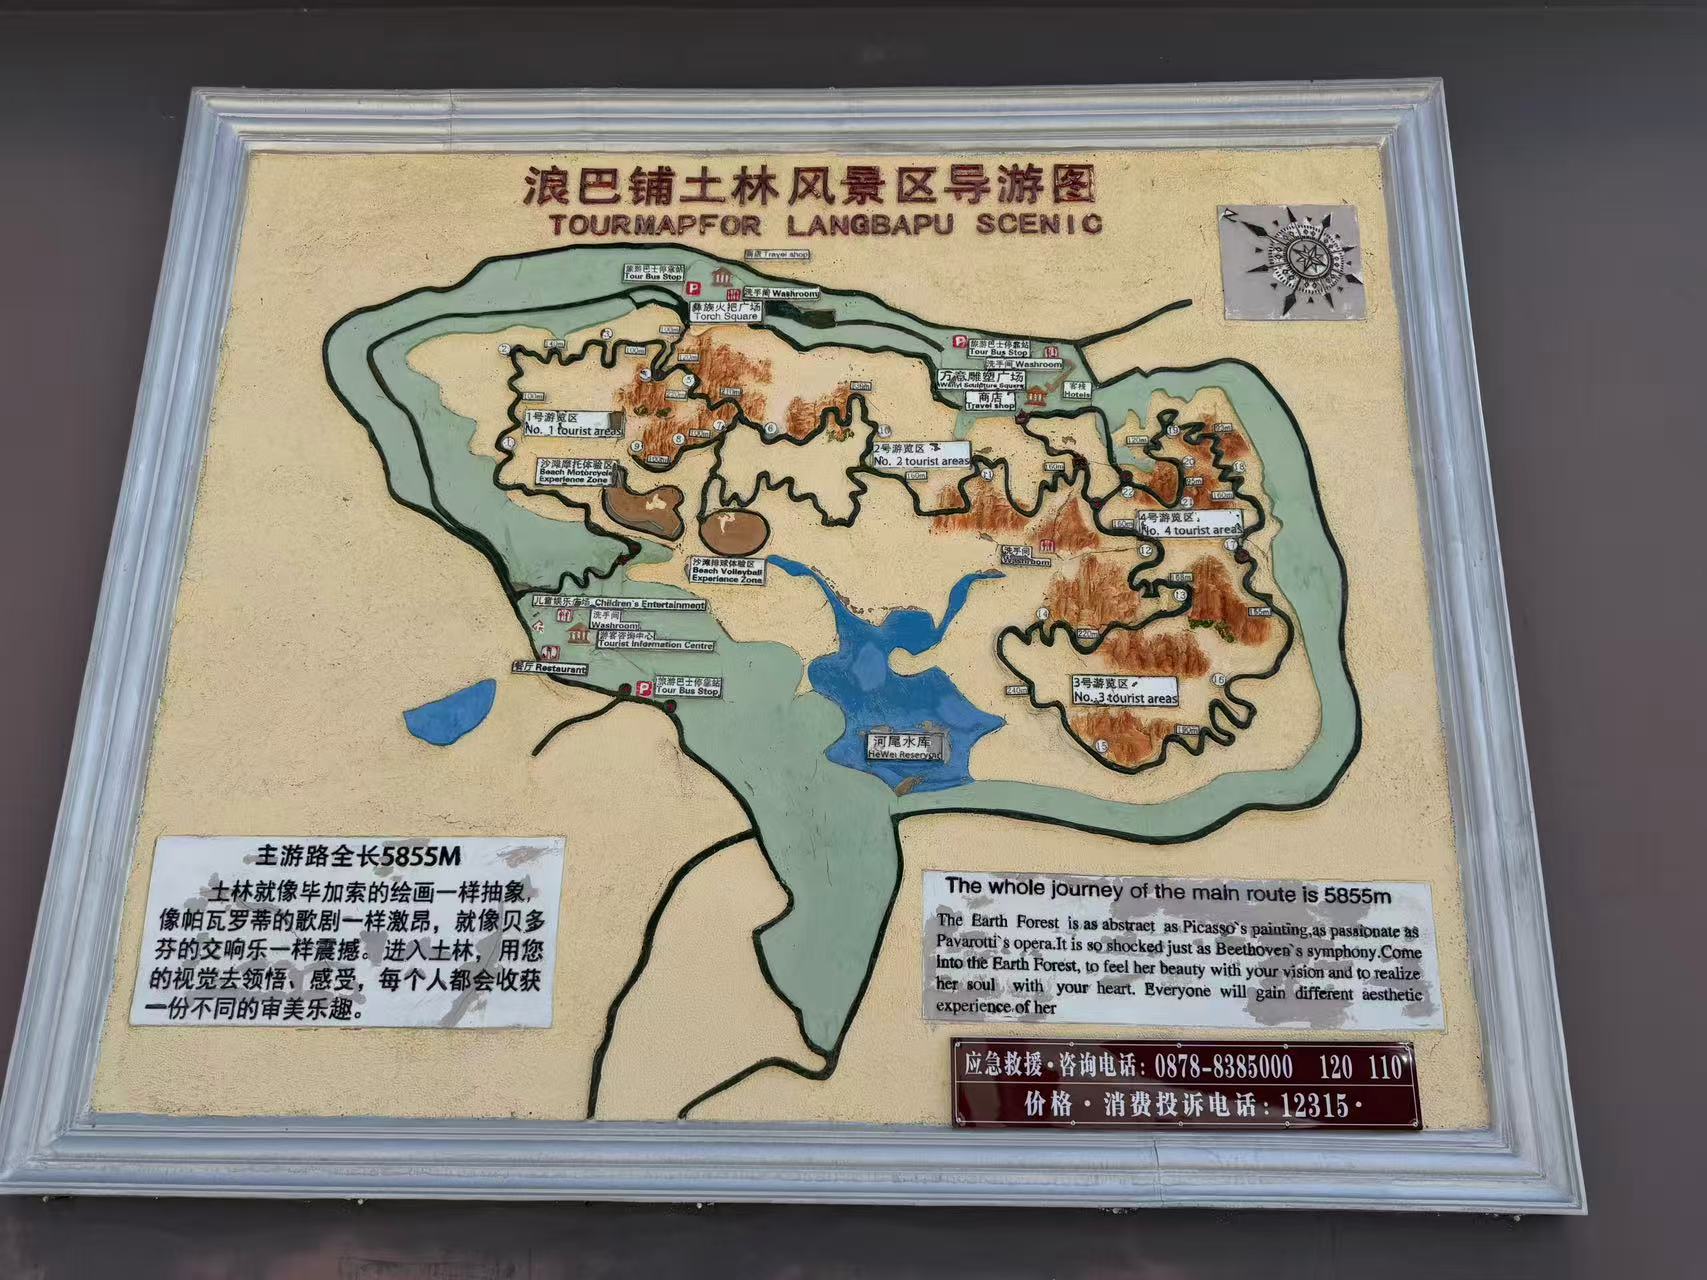 浪巴铺土林风景区导游图
TOURMAPFOR LANGBAPU SCENIC
商店 Travel shop
旅游巴士停靠站
Tour Bus Stop
P
洗手间 Washroom
彝族火把广场
Torch Square
P
旅游巴士停靠站
Tour Bus Stop
洗手间 Washroom
万意雕塑广场
Wanyi Sculpture Square
商店
Travel shop
客栈
Hotels
1号游览区
No. 1 tourist areas
沙滩摩托体验区
Beach Motorcycle
Experience Zone
2号游览区
No. 2 tourist areas
4号游览区
No. 4 tourist areas
沙滩排球体验区
Beach Volleyball
Experience Zone
洗手间
Washroom
儿童娱乐广场 Children's Entertainment
洗手间
Washroom
游客咨询中心
Tourist Information Centre
餐厅 Restaurant
P
旅游巴士停靠站
Tour Bus Stop
3号游览区
No. 3 tourist areas
河尾水库
HeWei Reservoir
主游路全长5855M
土林就像毕加索的绘画一样抽象，
像帕瓦罗蒂的歌剧一样激昂，就像贝多
芬的交响乐一样震撼。进入土林，用您
的视觉去领悟、感受，每个人都会收获
一份不同的审美乐趣。
The whole journey of the main route is 5855m
The Earth Forest is as abstract as Picasso`s painting,as passionate as
Pavarotti`s opera.It is so shocked just as Beethoven`s symphony.Come
into the Earth Forest, to feel her beauty with your vision and to realize
her soul with your heart. Everyone will gain different aesthetic
experience of her
应急救援·咨询电话：0878-8385000 120 110
价格·消费投诉电话：12315